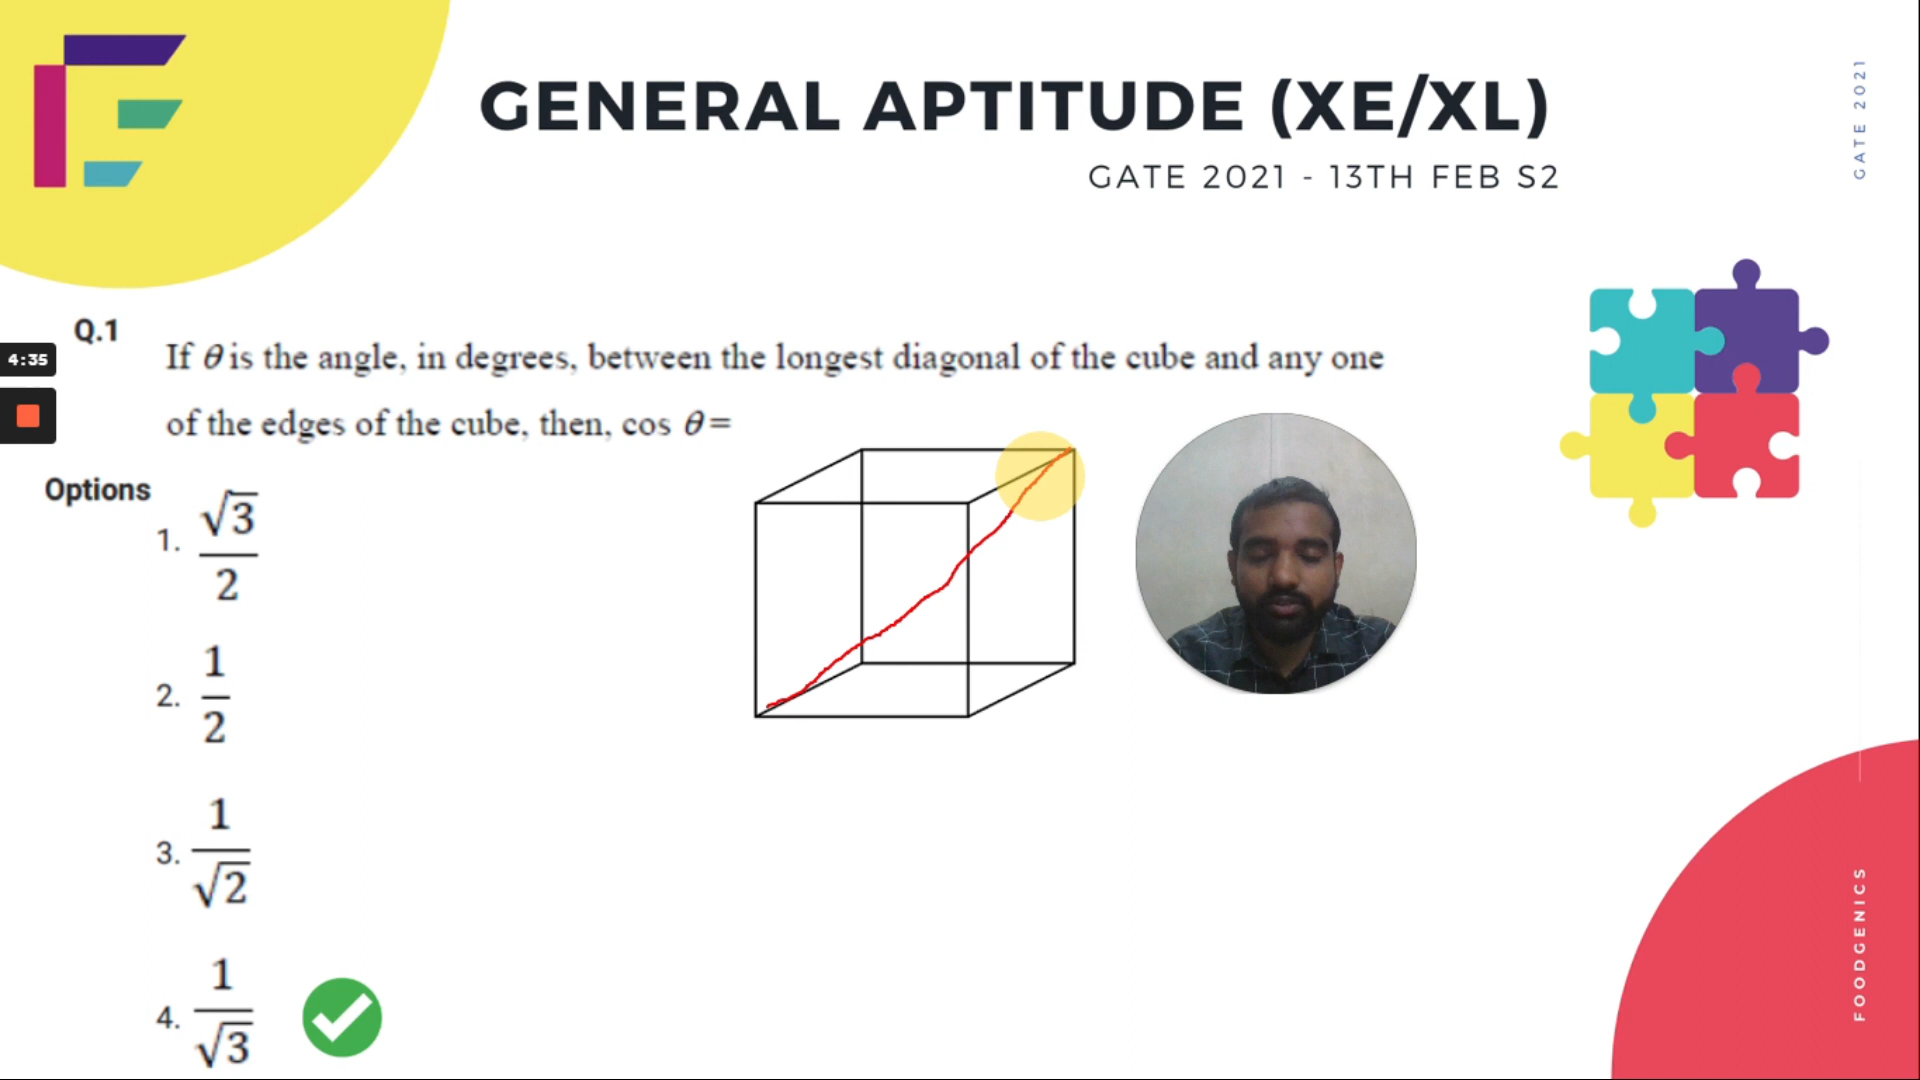 GENERAL APTITUDE (XE/XL)
GATE 2021 - 13TH FEB S2
GATE 2021
Q.1
If θ is the angle, in degrees, between the longest diagonal of the cube and any one
of the edges of the cube, then, cos θ =
4:35
Options
1. √3/2
2. 1/2
3. 1/√2
4. 1/√3
FOODGENICS